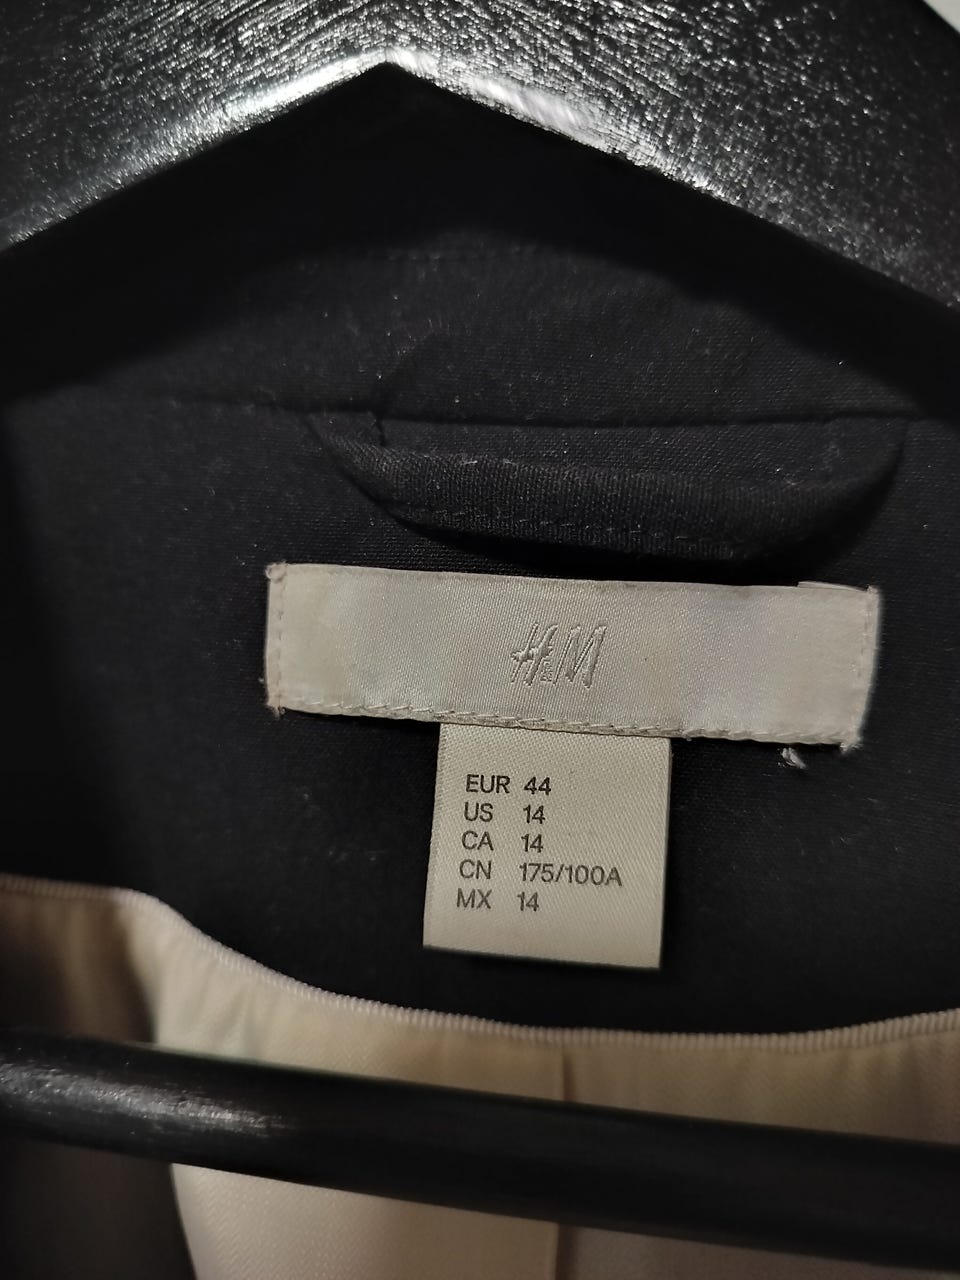 H&M
EUR 44
US 14
CA 14
CN 175/100A
MX 14